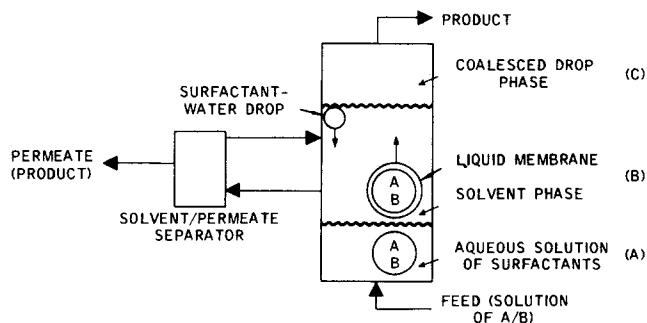 PRODUCT
COALESCED DROP
PHASE
(C)
SURFACTANT-
WATER DROP
PERMEATE
(PRODUCT)
SOLVENT/PERMEATE
SEPARATOR
LIQUID MEMBRANE
(B)
SOLVENT PHASE
A
B
AQUEOUS SOLUTION
OF SURFACTANTS
(A)
A
B
FEED (SOLUTION
OF A/B)